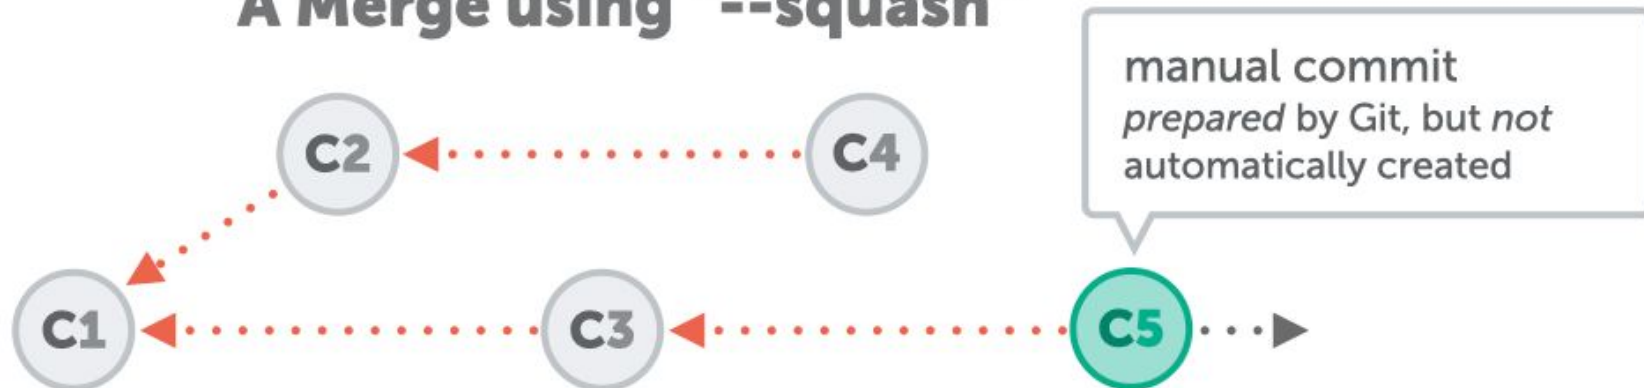 A Merge using "--squash"
manual commit
prepared by Git, but not
automatically created
C2
C4
C1
C3
C5